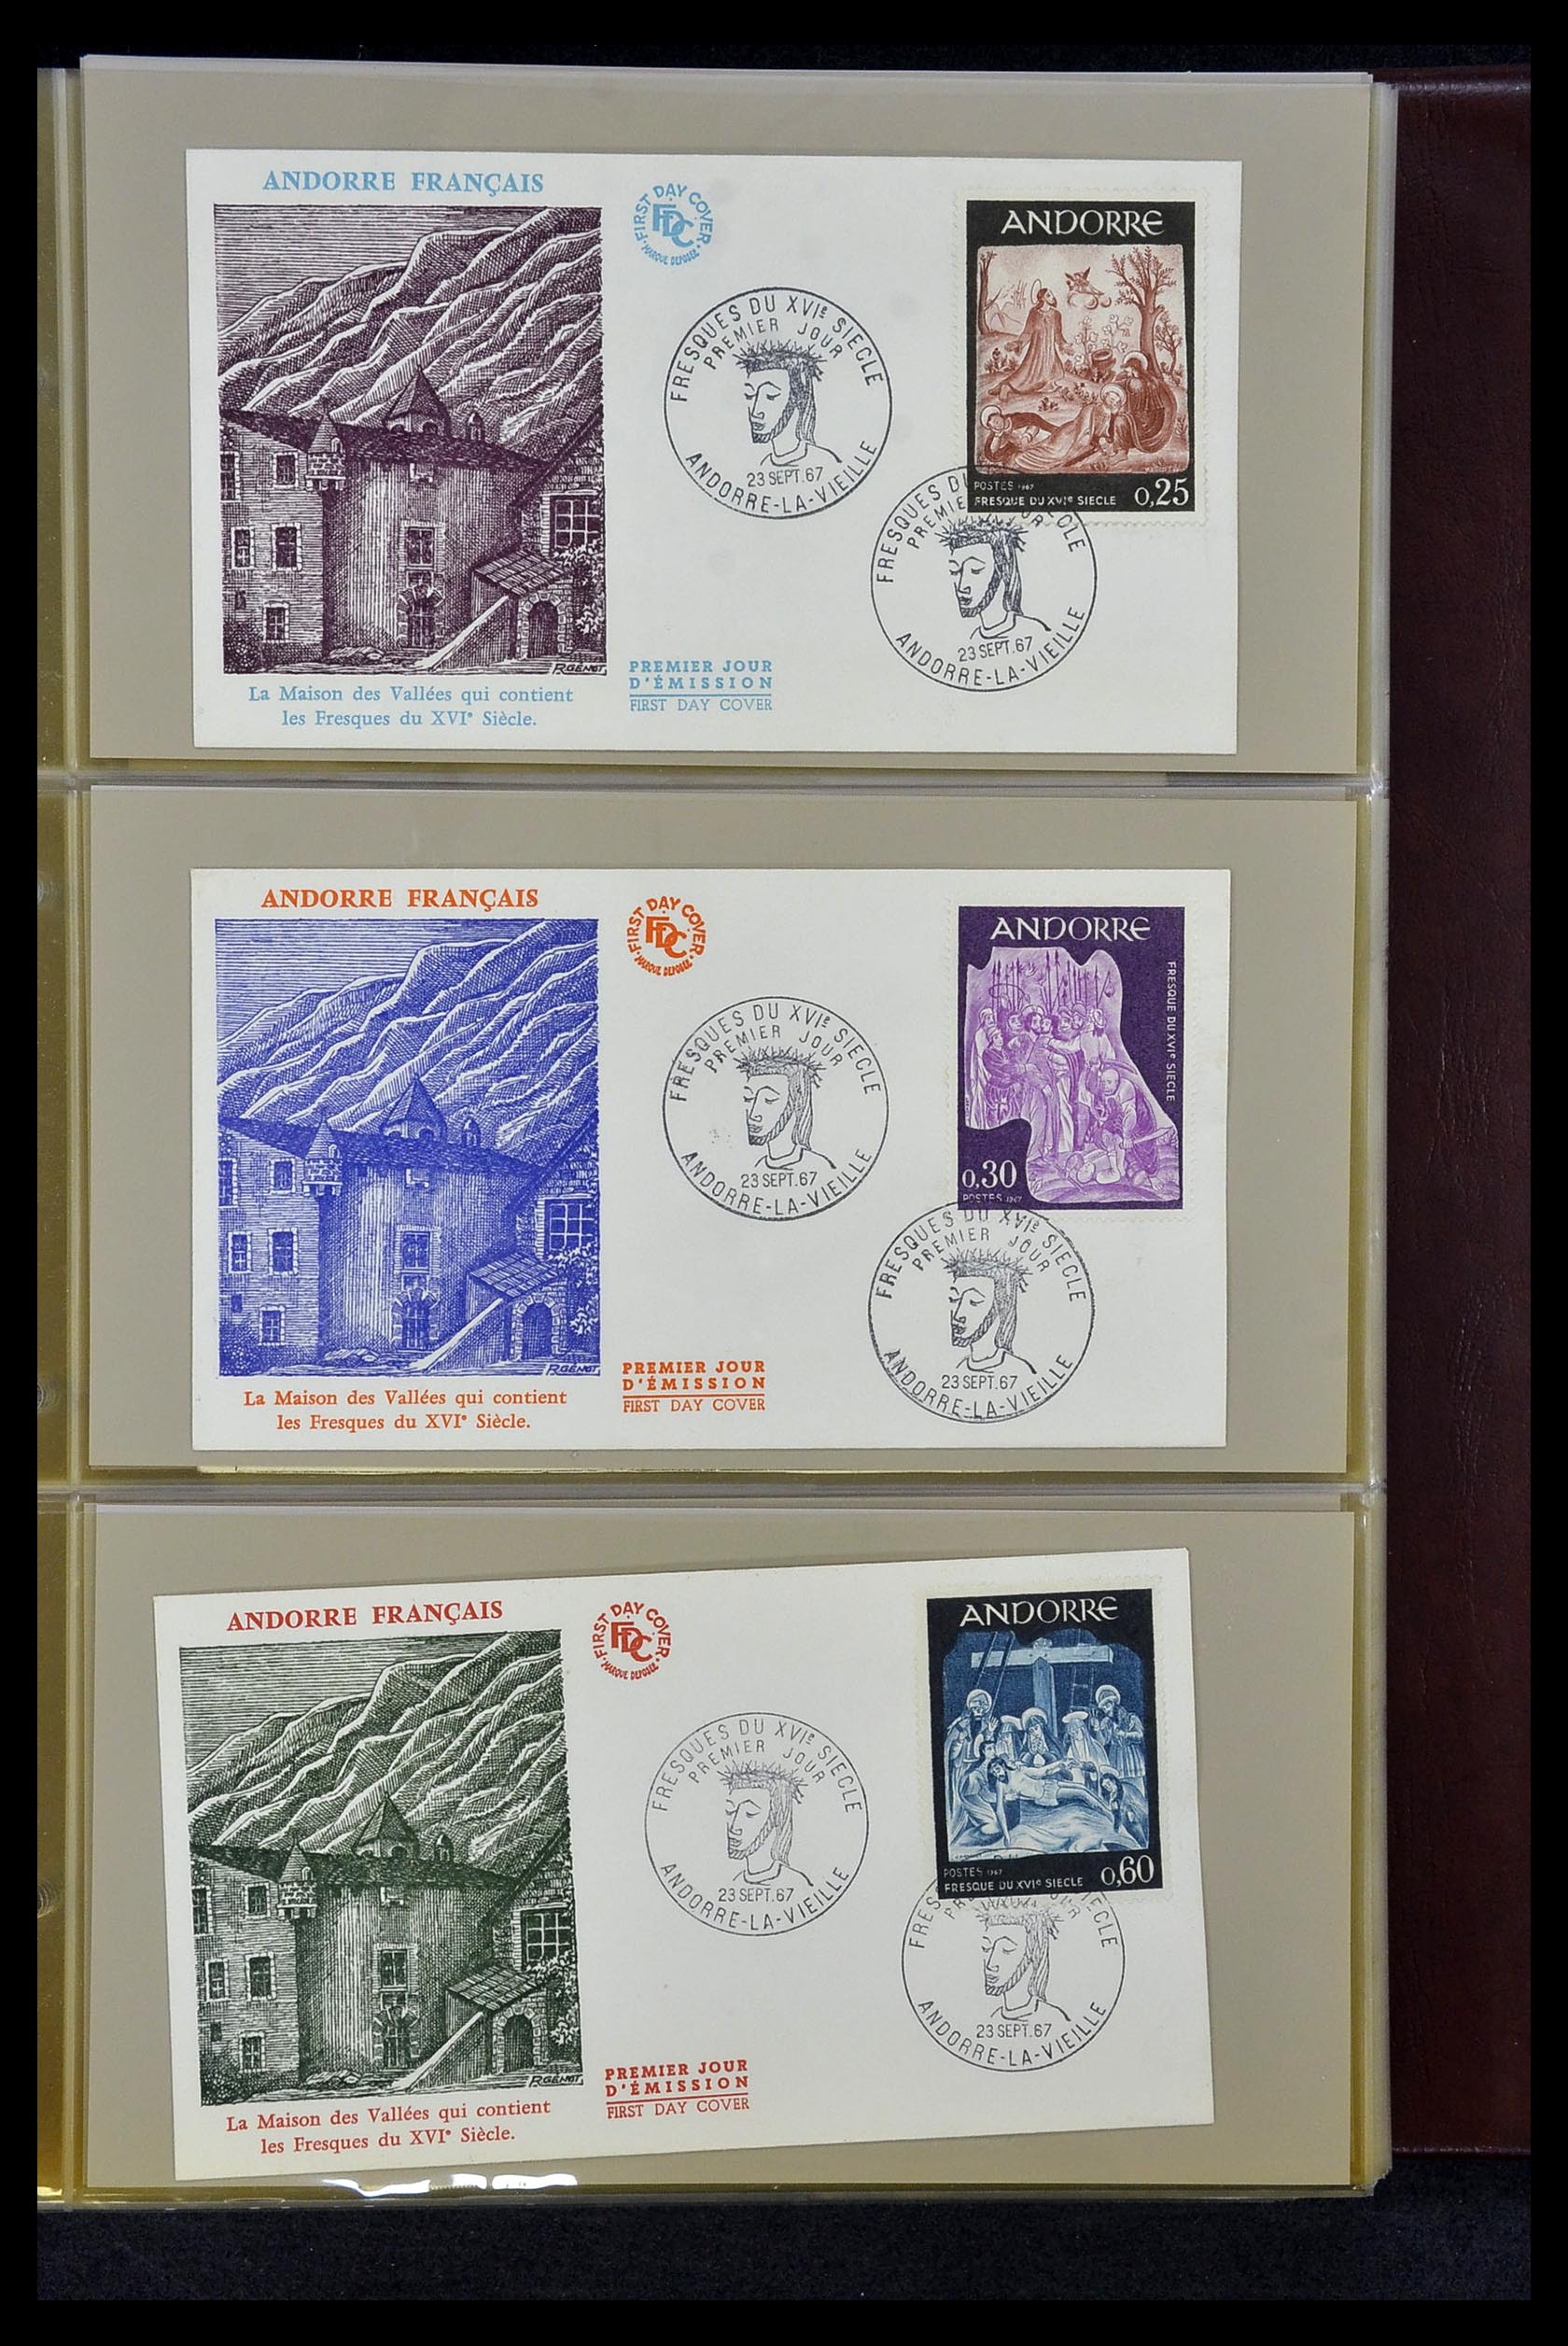 ANDORRE FRANÇAIS
FIRST DAY COVER
FDC
MARQUE DEPOSEE
ANDORRE
POSTES 1967
FRESQUE DU XVIe SIECLE 0,25
FRESQUES DU XVIe SIECLE
PREMIER JOUR
23 SEPT. 67
ANDORRE-LA-VIEILLE
FRESQUES DU
PREMIER JOUR
23 SEPT. 67
ANDORRE-LA-VIEILLE
P.GENOT
La Maison des Vallées qui contient
les Fresques du XVIe Siècle.
PREMIER JOUR
D'ÉMISSION
FIRST DAY COVER
ANDORRE FRANÇAIS
FIRST DAY COVER
FDC
MARQUE DEPOSEE
ANDORRE
FRESQUE DU XVIe SIECLE
0,30
POSTES 1967
FRESQUES DU XVIe SIECLE
PREMIER JOUR
23 SEPT. 67
ANDORRE-LA-VIEILLE
FRESQUES DU XVIe SIECLE
PREMIER JOUR
23 SEPT. 67
ANDORRE-LA-VIEILLE
P.GENOT
La Maison des Vallées qui contient
les Fresques du XVIe Siècle.
PREMIER JOUR
D'ÉMISSION
FIRST DAY COVER
ANDORRE FRANÇAIS
FIRST DAY COVER
FDC
MARQUE DEPOSEE
ANDORRE
POSTES 1967
FRESQUE DU XVIe SIECLE 0,60
FRESQUES DU XVIe SIECLE
PREMIER JOUR
23 SEPT. 67
ANDORRE-LA-VIEILLE
23 SEPT. 67
ANDORRE-LA-VIEILLE
P.GENOT
La Maison des Vallées qui contient
les Fresques du XVIe Siècle.
PREMIER JOUR
D'ÉMISSION
FIRST DAY COVER